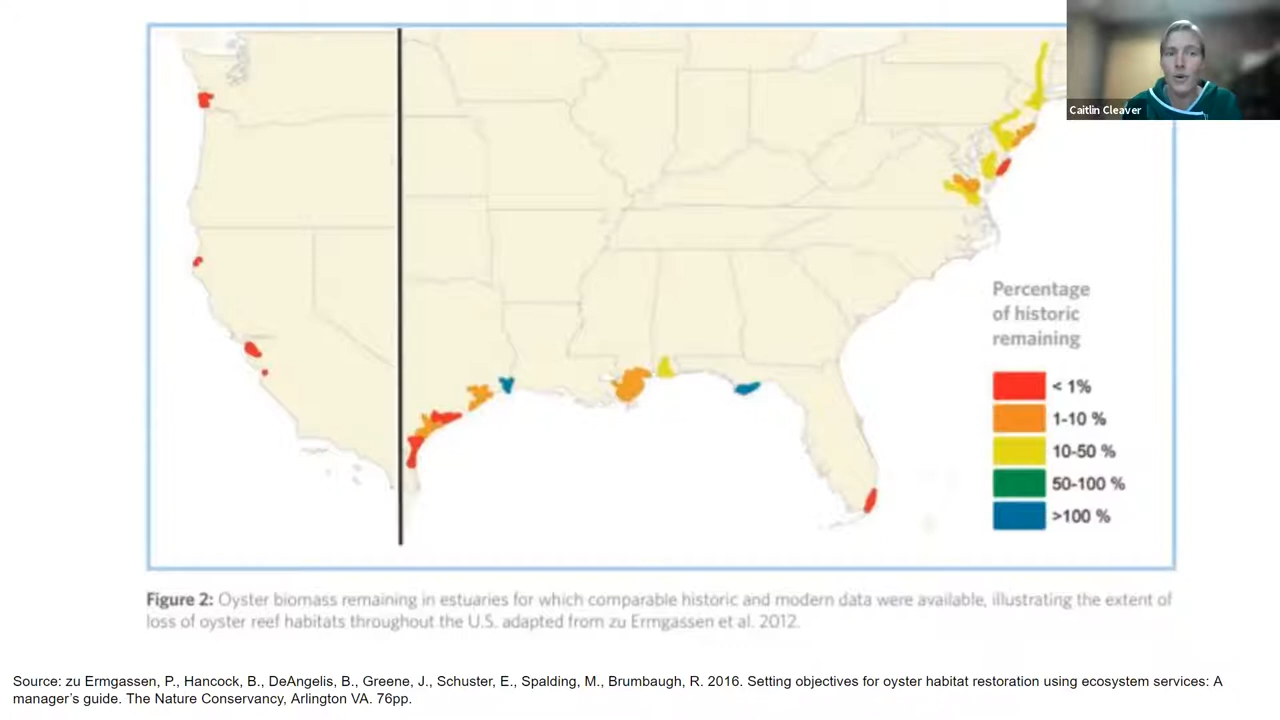 Caitlin Cleaver
Percentage
of historic
remaining
< 1%
1-10 %
10-50 %
50-100 %
>100 %
Figure 2: Oyster biomass remaining in estuaries for which comparable historic and modern data were available, illustrating the extent of
loss of oyster reef habitats throughout the U.S. adapted from zu Ermgassen et al. 2012.
Source: zu Ermgassen, P., Hancock, B., DeAngelis, B., Greene, J., Schuster, E., Spalding, M., Brumbaugh, R. 2016. Setting objectives for oyster habitat restoration using ecosystem services: A
manager’s guide. The Nature Conservancy, Arlington VA. 76pp.